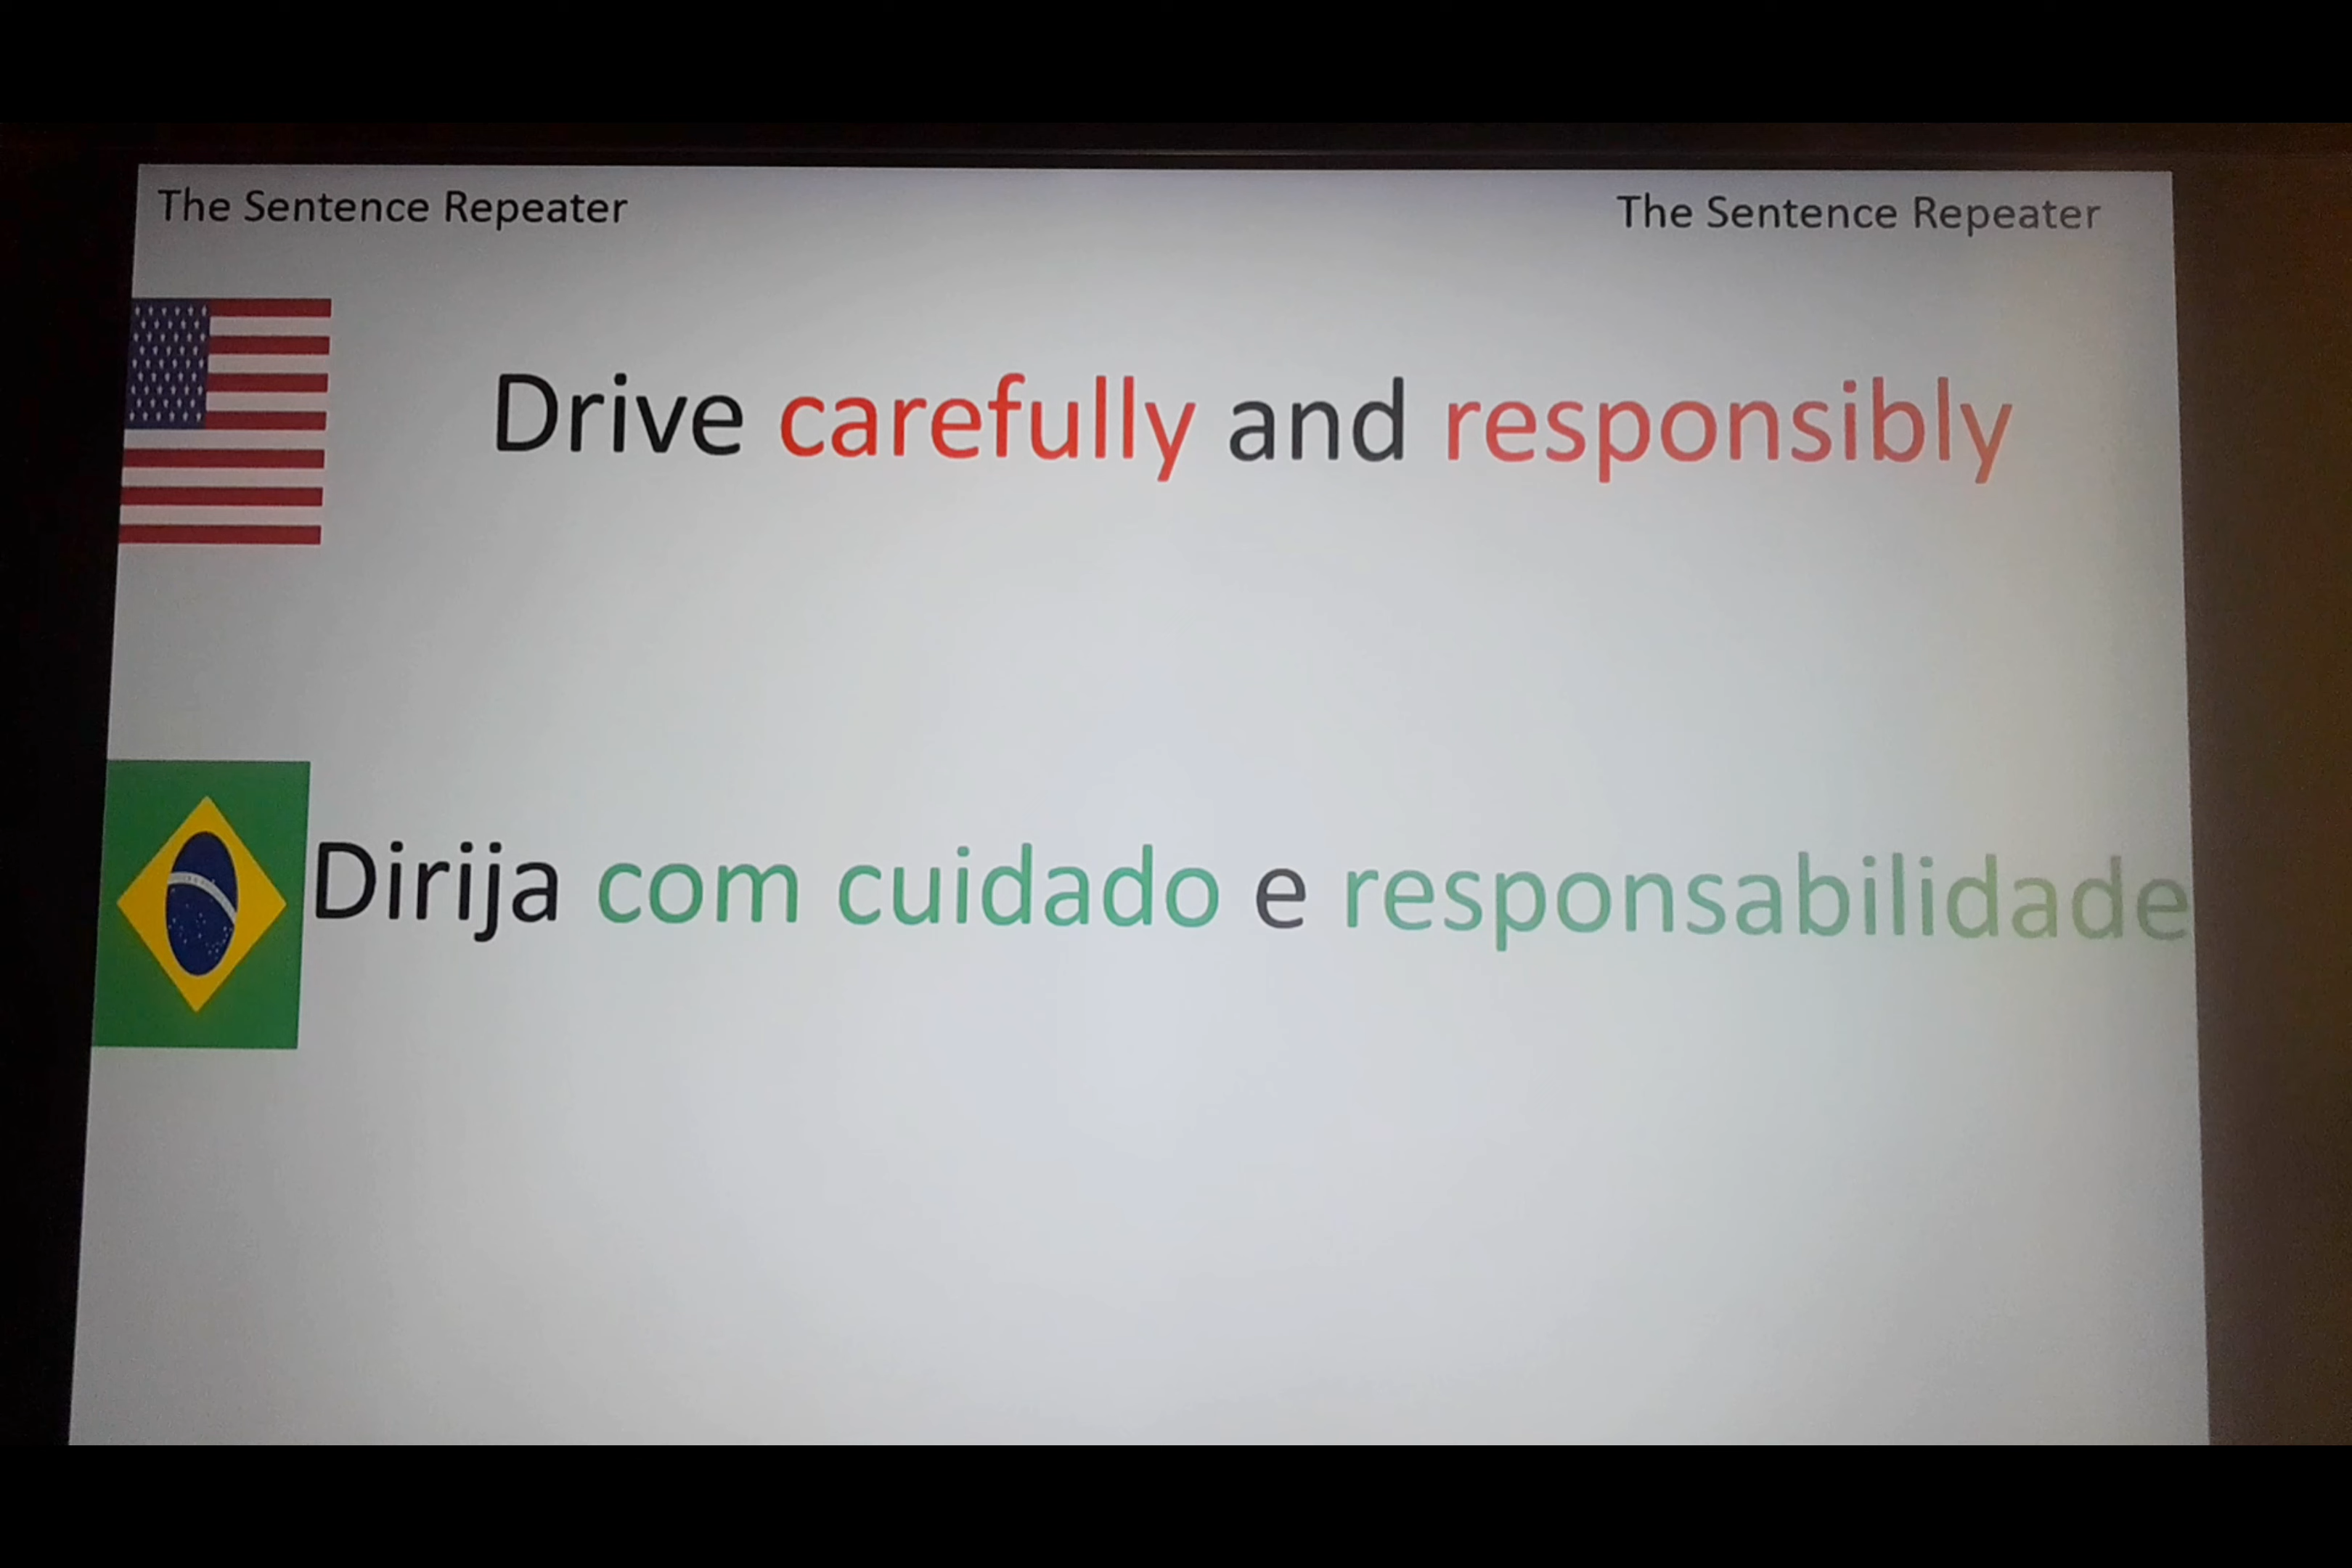 The Sentence Repeater
The Sentence Repeater
Drive carefully and responsibly
Dirija com cuidado e responsabilidade